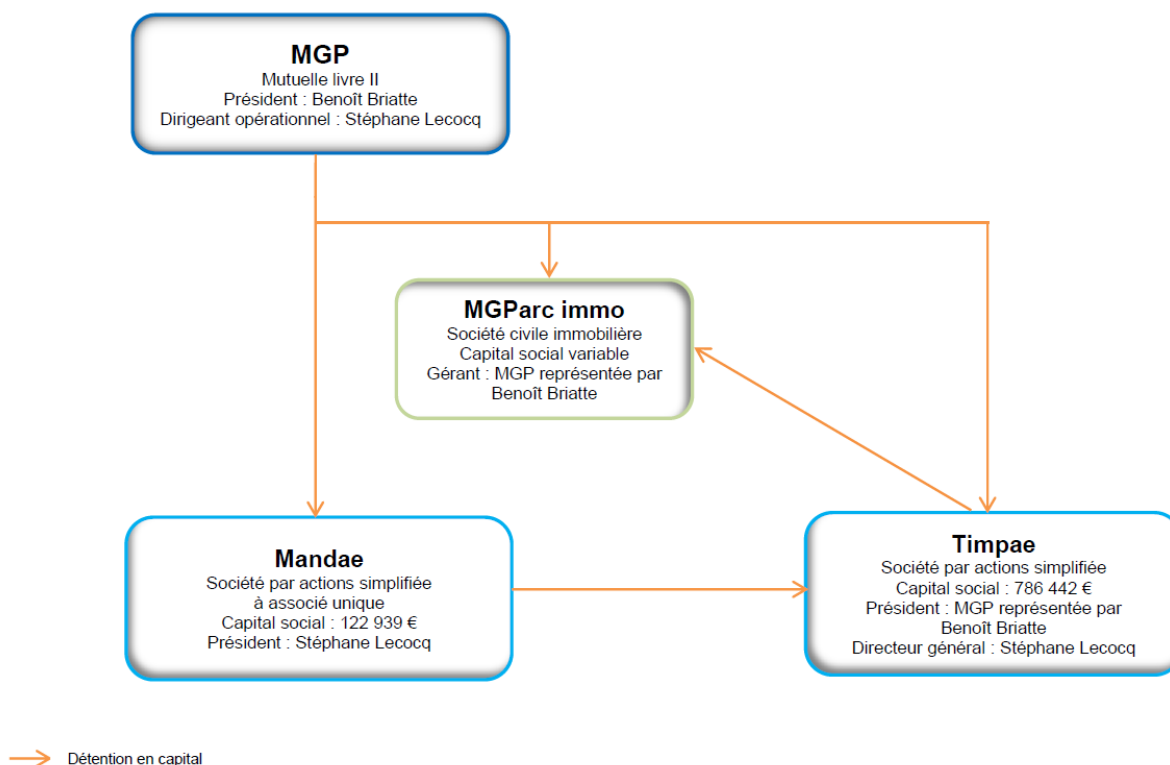 MGP
Mutuelle livre II
Président : Benoît Briatte
Dirigeant opérationnel : Stéphane Lecocq
MGParc immo
Société civile immobilière
Capital social variable
Gérant : MGP représentée par
Benoît Briatte
Mandae
Société par actions simplifiée
à associé unique
Capital social : 122 939 €
Président : Stéphane Lecocq
Timpae
Société par actions simplifiée
Capital social : 786 442 €
Président : MGP représentée par
Benoît Briatte
Directeur général : Stéphane Lecocq
Détention en capital